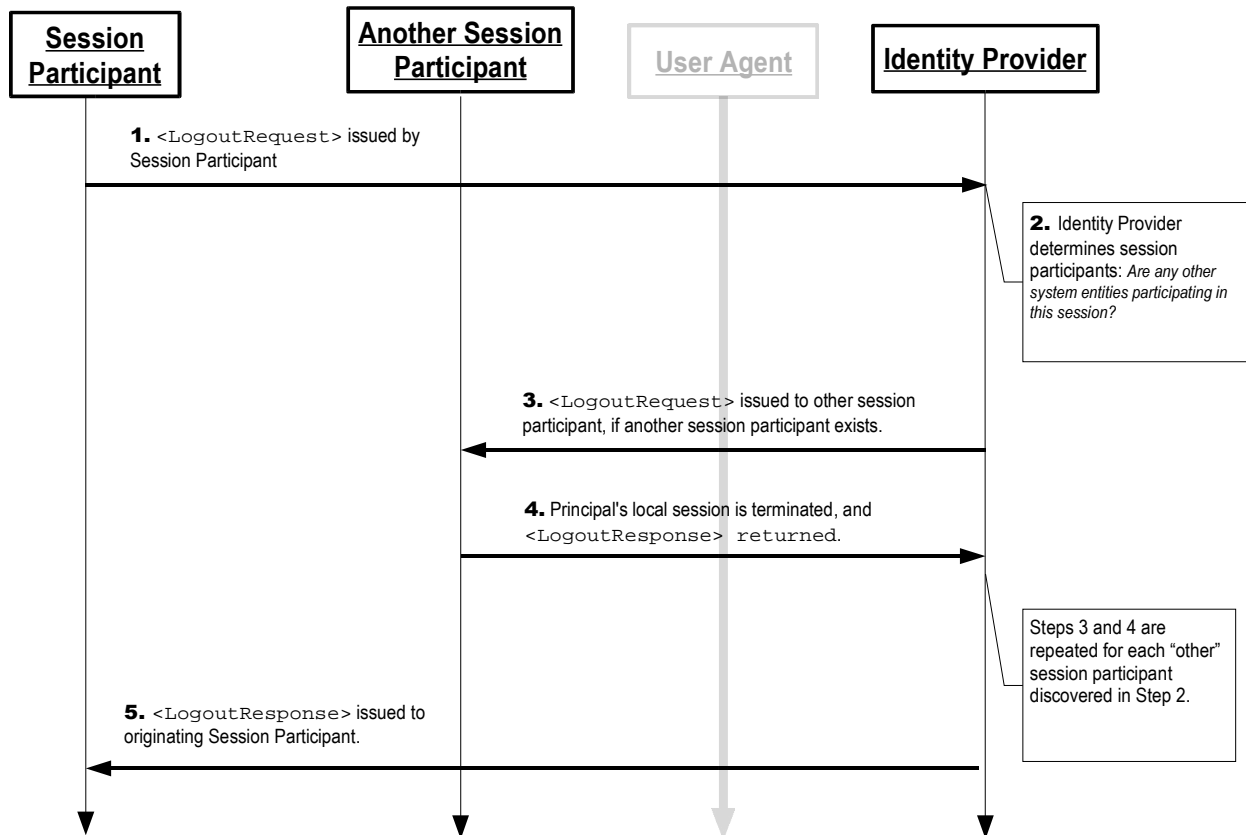 Session
Participant
Another Session
Participant
User Agent
Identity Provider
1. <LogoutRequest> issued by
Session Participant
2. Identity Provider
determines session
participants: Are any other
system entities participating in
this session?
3. <LogoutRequest> issued to other session
participant, if another session participant exists.
4. Principal's local session is terminated, and
<LogoutResponse> returned.
Steps 3 and 4 are
repeated for each “other”
session participant
discovered in Step 2.
5. <LogoutResponse> issued to
originating Session Participant.